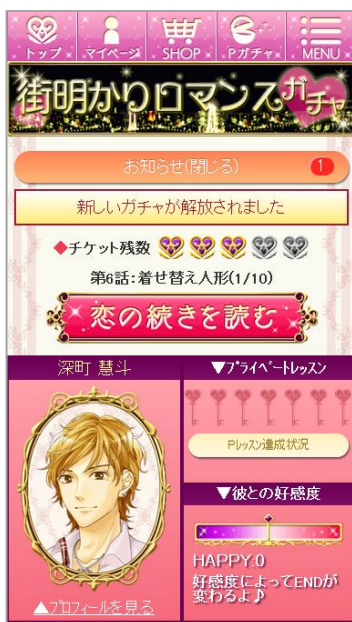 トップ マイページ SHOP Pガチャ MENU
街明かりロマンスガチャ
お知らせ(閉じる) 1
新しいガチャが解放されました
◆チケット残数
第6話:着せ替え人形(1/10)
恋の続きを読む
深町 慧斗
▲プロフィールを見る
▼プライベートレッスン
Pレッスン達成状況
▼彼との好感度
HAPPY:0
好感度によってENDが
変わるよ♪